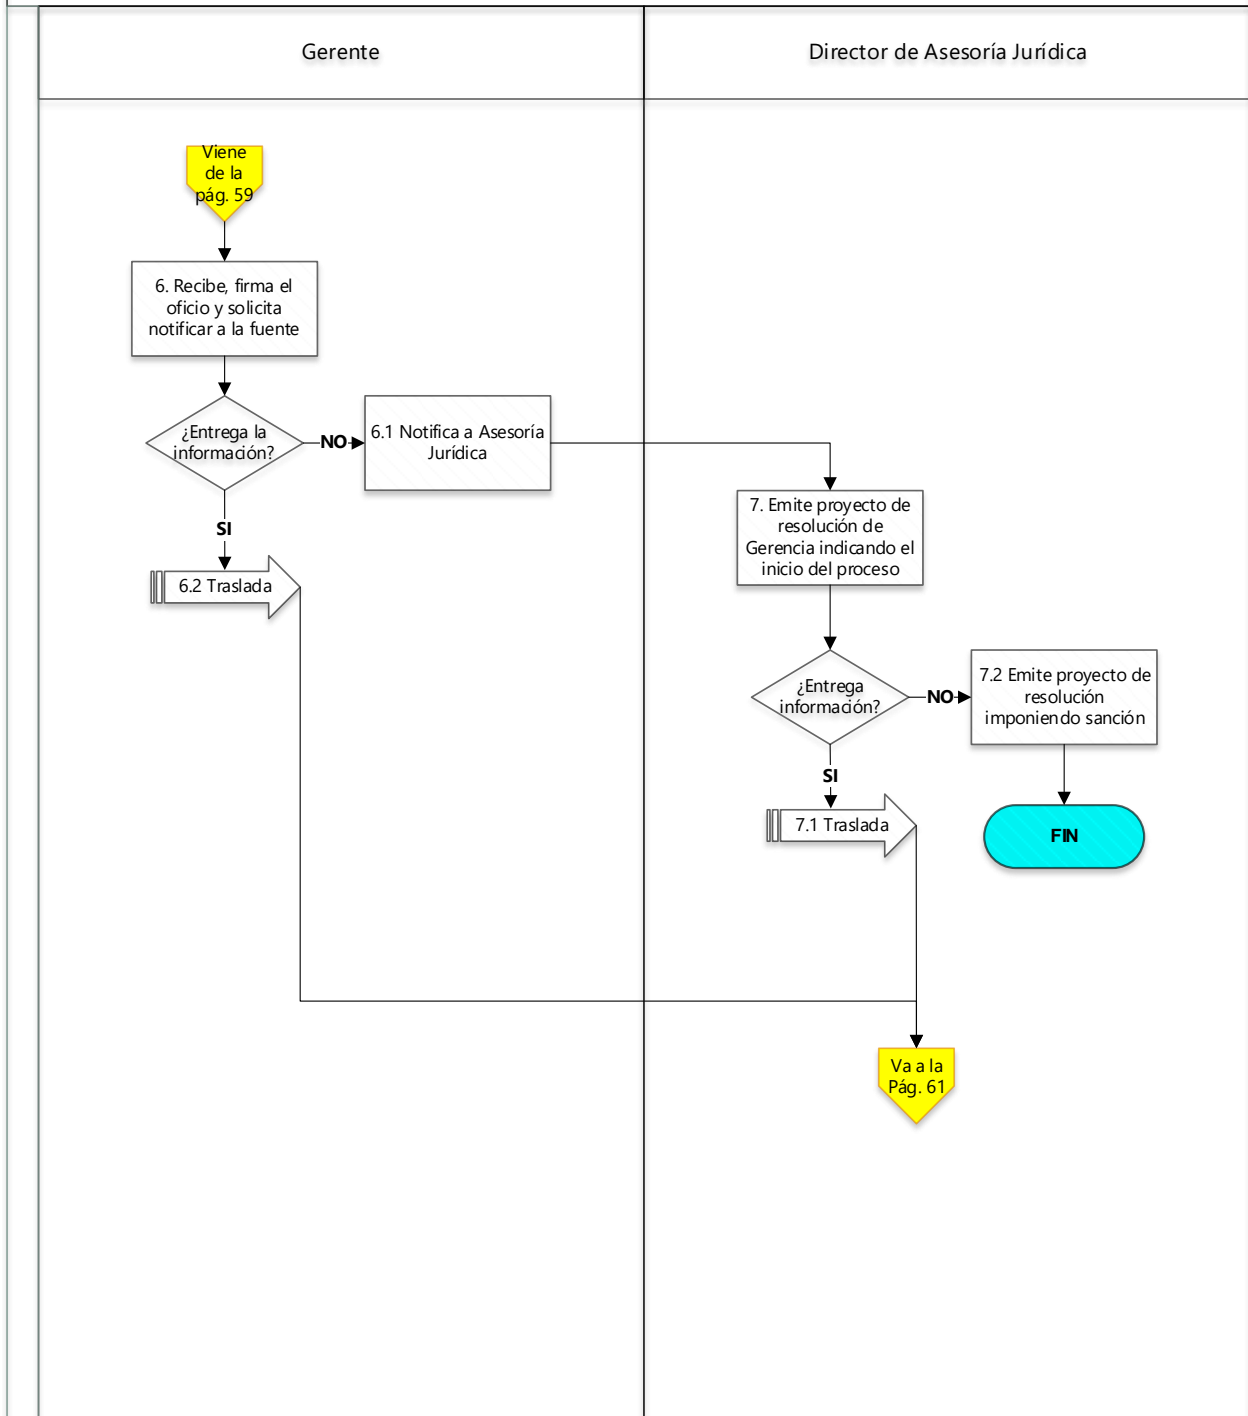 Gerente
Director de Asesoría Jurídica
Viene
de la
pág. 59
6. Recibe, firma el
oficio y solicita
notificar a la fuente
¿Entrega la
información?
NO
6.1 Notifica a Asesoría
Jurídica
SI
6.2 Traslada
7. Emite proyecto de
resolución de
Gerencia indicando el
inicio del proceso
¿Entrega
información?
NO
7.2 Emite proyecto de
resolución
imponiendo sanción
SI
7.1 Traslada
FIN
Va a la
Pág. 61